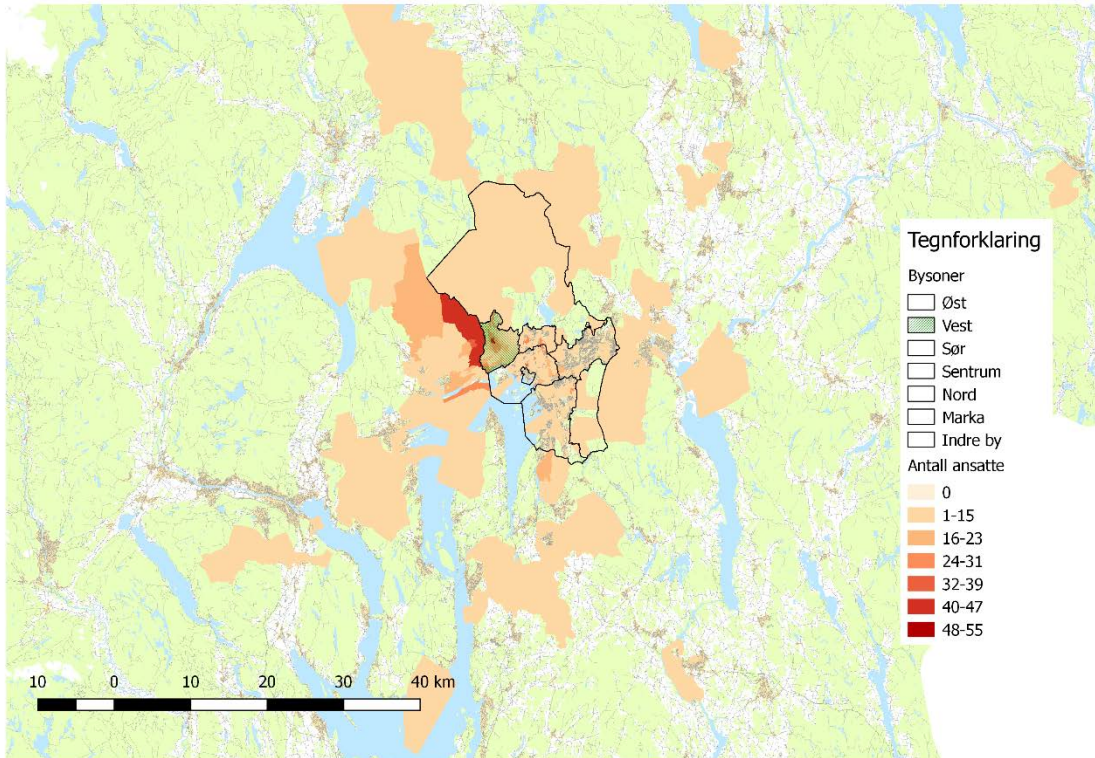 Tegnforklaring
Bysoner
Øst
Vest
Sør
Sentrum
Nord
Marka
Indre by
Antall ansatte
0
1-15
16-23
24-31
32-39
40-47
48-55
10 0 10 20 30 40 km